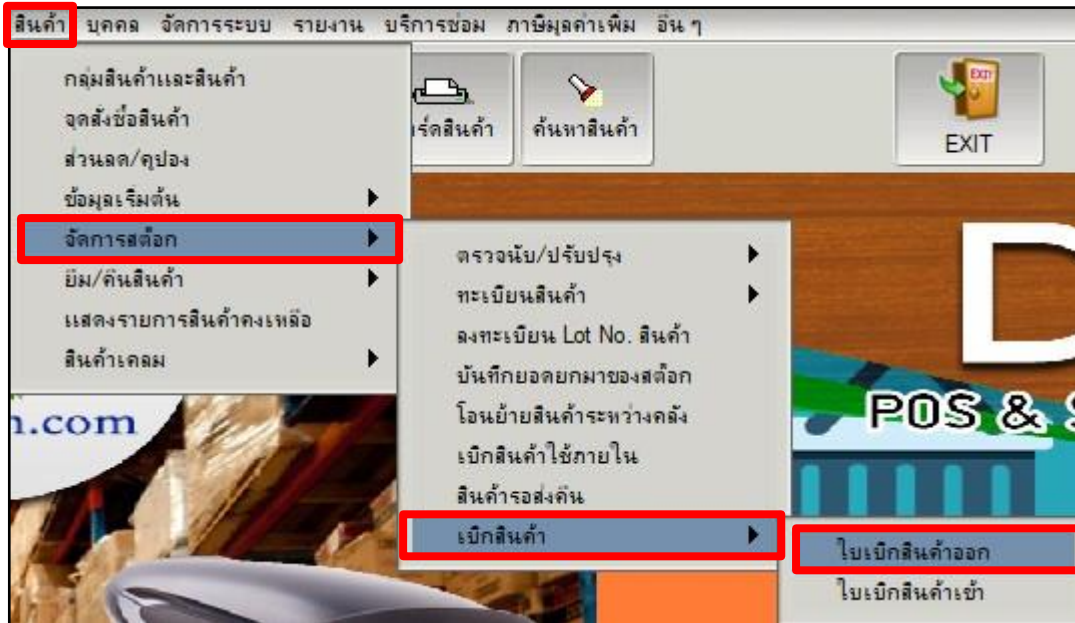 สินค้า บุคคล จัดการระบบ รายงาน บริการซ่อม ภาษีมูลค่าเพิ่ม อื่น ๆ
กลุ่มสินค้าและสินค้า
จุดสั่งซื้อสินค้า
ส่วนลด/คูปอง
ข้อมูลเริ่มต้น
จัดการสต๊อก
ยืม/คืนสินค้า
แสดงรายการสินค้าคงเหลือ
สินค้าเคลม
ร์ดสินค้า
ค้นหาสินค้า
EXIT
EXIT
ตรวจนับ/ปรับปรุง
ทะเบียนสินค้า
ลงทะเบียน Lot No. สินค้า
บันทึกยอดยกมาของสต๊อก
โอนย้ายสินค้าระหว่างคลัง
เบิกสินค้าใช้ภายใน
สินค้ารอส่งคืน
เบิกสินค้า
ใบเบิกสินค้าออก
ใบเบิกสินค้าเข้า
D
POS & S
.com